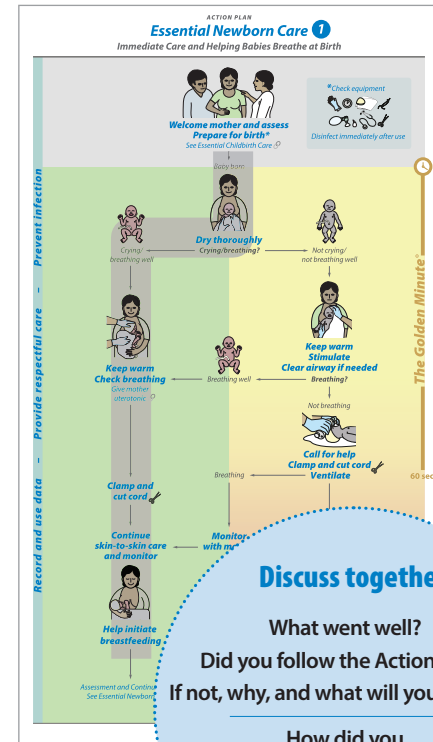 ACTION PLAN
Essential Newborn Care 1
Immediate Care and Helping Babies Breathe at Birth
*Check equipment
Disinfect immediately after use
Welcome mother and assess
Prepare for birth*
See Essential Childbirth Care
Baby born
Dry thoroughly
Crying/breathing?
Crying/
breathing well
Not crying/
not breathing well
Keep warm
Stimulate
Clear airway if needed
Breathing?
Keep warm
Check breathing
Give mother
uterotonic
Breathing well
Not breathing
Call for help
Clamp and cut cord
Ventilate
Breathing
60 sec
Clamp and
cut cord
Continue
skin-to-skin care
and monitor
Monitor
with
Help initiate
breastfeeding
Assessment and
See Essential
Record and use data – Provide respectful care – Prevent infection
The Golden Minute®
Discuss
What went well?
Did you follow the Action
If not, why, and what will you
How did you